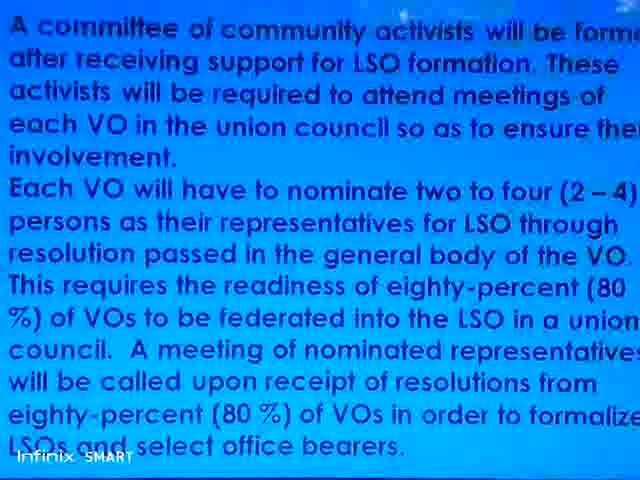 A committee of community activists will be forme
after receiving support for LSO formation. These
activists will be required to attend meetings of
each VO in the union council so as to ensure thei
involvement.
Each VO will have to nominate two to four (2 – 4)
persons as their representatives for LSO through
resolution passed in the general body of the VO.
This requires the readiness of eighty-percent (80
%) of VOs to be federated into the LSO in a union
council. A meeting of nominated representatives
will be called upon receipt of resolutions from
eighty-percent (80 %) of VOs in order to formalize
LSOs and select office bearers.
Infinix SMART